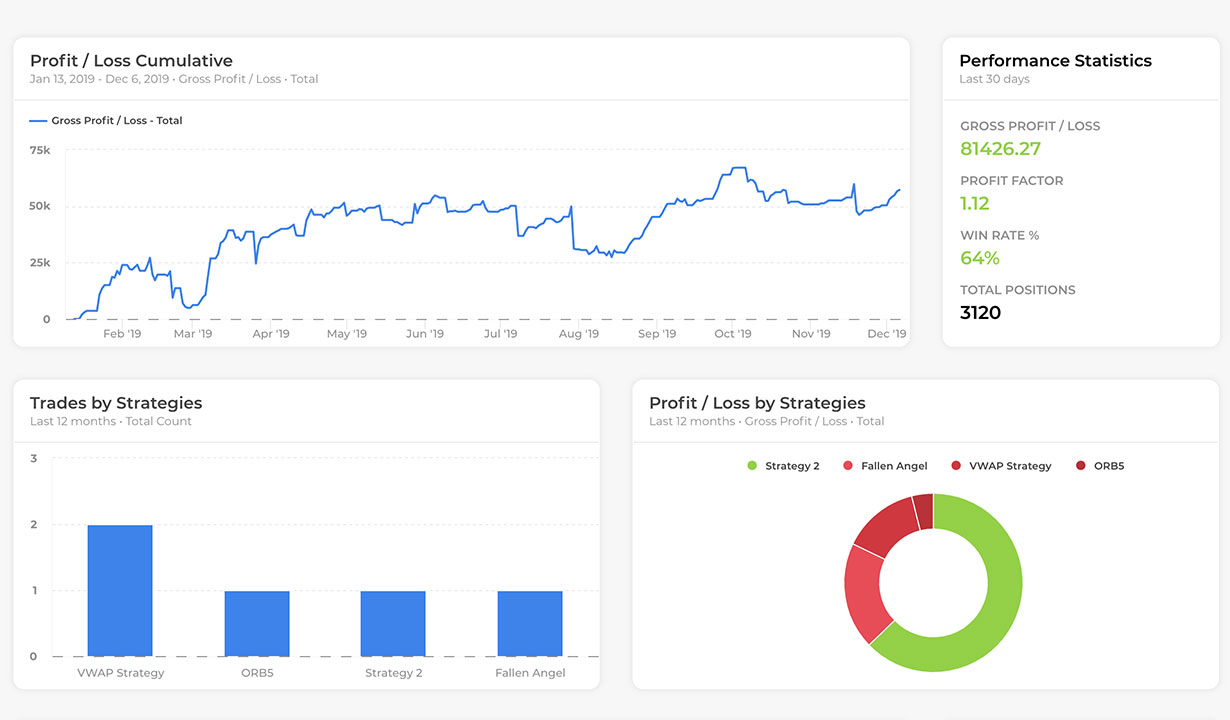 Profit / Loss Cumulative
Jan 13, 2019 - Dec 6, 2019 • Gross Profit / Loss • Total
Gross Profit / Loss - Total
75k
50k
25k
0
Feb '19 Mar '19 Apr '19 May '19 Jun '19 Jul '19 Aug '19 Sep '19 Oct '19 Nov '19 Dec '19
Performance Statistics
Last 30 days
GROSS PROFIT / LOSS
81426.27
PROFIT FACTOR
1.12
WIN RATE %
64%
TOTAL POSITIONS
3120
Trades by Strategies
Last 12 months • Total Count
3
2
1
0
VWAP Strategy ORB5 Strategy 2 Fallen Angel
Profit / Loss by Strategies
Last 12 months • Gross Profit / Loss • Total
Strategy 2 Fallen Angel VWAP Strategy ORB5